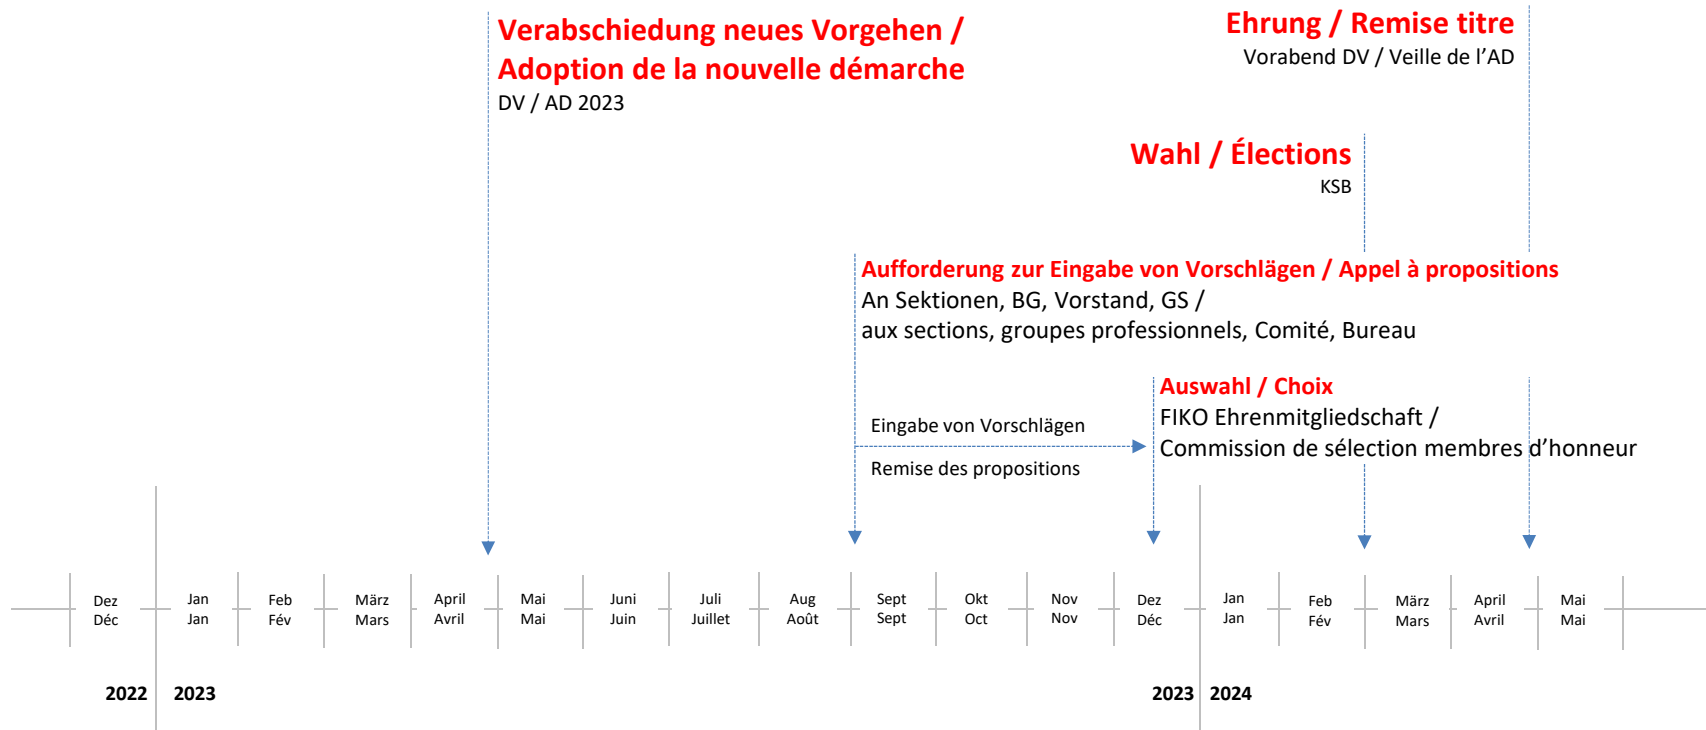 Verabschiedung neues Vorgehen /
Adoption de la nouvelle démarche
DV / AD 2023
Ehrung / Remise titre
Vorabend DV / Veille de l’AD
Wahl / Élections
KSB
Aufforderung zur Eingabe von Vorschlägen / Appel à propositions
An Sektionen, BG, Vorstand, GS /
aux sections, groupes professionnels, Comité, Bureau
Auswahl / Choix
FIKO Ehrenmitgliedschaft /
Commission de sélection membres d’honneur
Eingabe von Vorschlägen
Remise des propositions
Dez
Déc
Jan
Jan
Feb
Fév
März
Mars
April
Avril
Mai
Mai
Juni
Juin
Juli
Juillet
Aug
Août
Sept
Sept
Okt
Oct
Nov
Nov
Dez
Déc
Jan
Jan
Feb
Fév
März
Mars
April
Avril
Mai
Mai
2022
2023
2023
2024